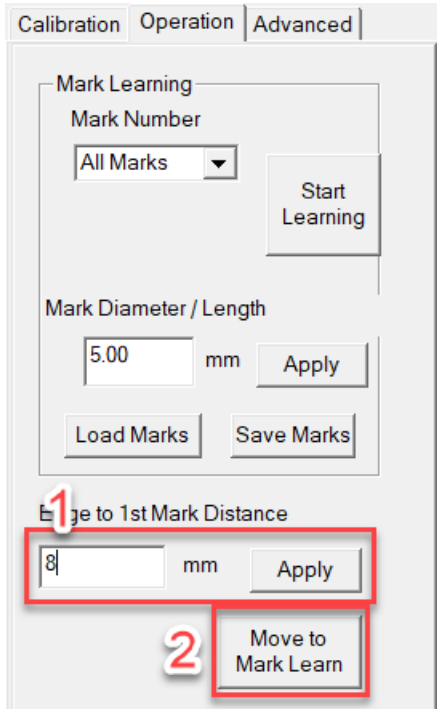 Calibration Operation Advanced
Mark Learning
Mark Number
All Marks
Start
Learning
Mark Diameter / Length
5.00 mm Apply
Load Marks Save Marks
1
Edge to 1st Mark Distance
8 mm Apply
2
Move to
Mark Learn